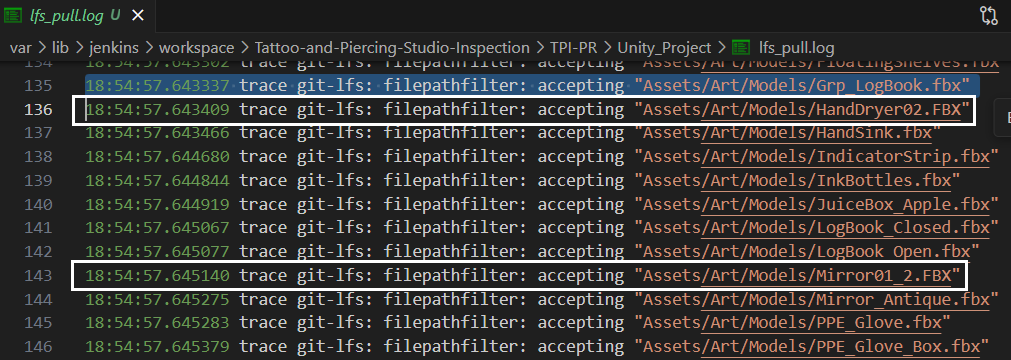 lfs_pull.log U
var > lib > jenkins > workspace > Tattoo-and-Piercing-Studio-Inspection > TPI-PR > Unity_Project > lfs_pull.log
134 18:54:57.643302 trace git-lfs: filepathfilter: accepting "Assets/Art/Models/FloatingShelves.fbx"
135 18:54:57.643337 trace git-lfs: filepathfilter: accepting "Assets/Art/Models/Grp_LogBook.fbx"
136 18:54:57.643409 trace git-lfs: filepathfilter: accepting "Assets/Art/Models/HandDryer02.FBX"
137 18:54:57.643466 trace git-lfs: filepathfilter: accepting "Assets/Art/Models/HandSink.fbx"
138 18:54:57.644680 trace git-lfs: filepathfilter: accepting "Assets/Art/Models/IndicatorStrip.fbx"
139 18:54:57.644844 trace git-lfs: filepathfilter: accepting "Assets/Art/Models/InkBottles.fbx"
140 18:54:57.644919 trace git-lfs: filepathfilter: accepting "Assets/Art/Models/JuiceBox_Apple.fbx"
141 18:54:57.645067 trace git-lfs: filepathfilter: accepting "Assets/Art/Models/LogBook_Closed.fbx"
142 18:54:57.645077 trace git-lfs: filepathfilter: accepting "Assets/Art/Models/LogBook_Open.fbx"
143 18:54:57.645140 trace git-lfs: filepathfilter: accepting "Assets/Art/Models/Mirror01_2.FBX"
144 18:54:57.645275 trace git-lfs: filepathfilter: accepting "Assets/Art/Models/Mirror_Antique.fbx"
145 18:54:57.645283 trace git-lfs: filepathfilter: accepting "Assets/Art/Models/PPE_Glove.fbx"
146 18:54:57.645379 trace git-lfs: filepathfilter: accepting "Assets/Art/Models/PPE_Glove_Box.fbx"